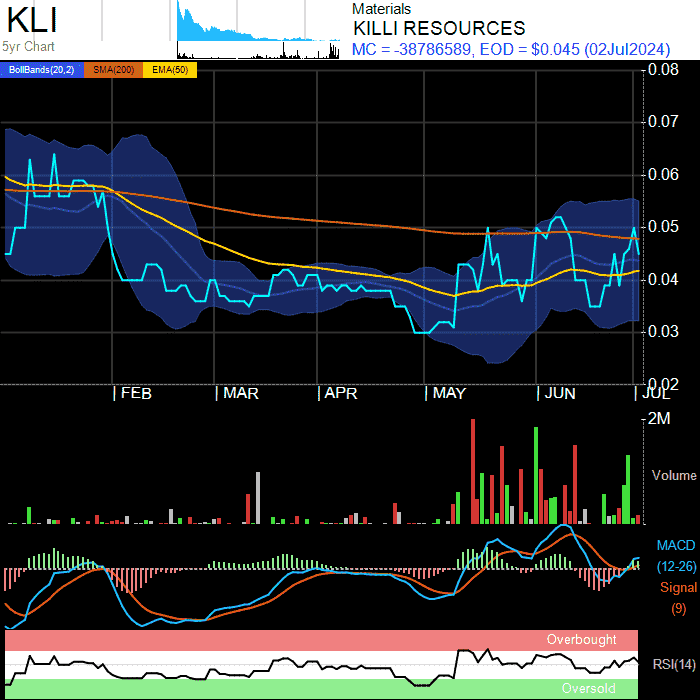 KLI
5yr Chart
Materials
KILLI RESOURCES
MC = -38786589, EOD = $0.045 (02Jul2024)
BollBands(20,2) SMA(200) EMA(50)
0.08
0.07
0.06
0.05
0.04
0.03
0.02
FEB MAR APR MAY JUN JUL
2M
Volume
MACD
(12-26)
Signal
(9)
Overbought
RSI(14)
Oversold